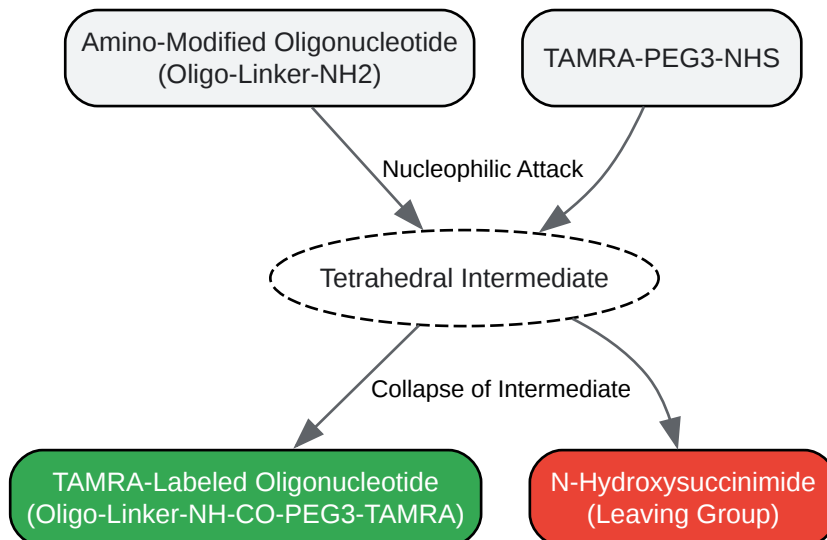 Amino-Modified Oligonucleotide
(Oligo-Linker-NH2)
TAMRA-PEG3-NHS
Nucleophilic Attack
Tetrahedral Intermediate
Collapse of Intermediate
TAMRA-Labeled Oligonucleotide
(Oligo-Linker-NH-CO-PEG3-TAMRA)
N-Hydroxysuccinimide
(Leaving Group)